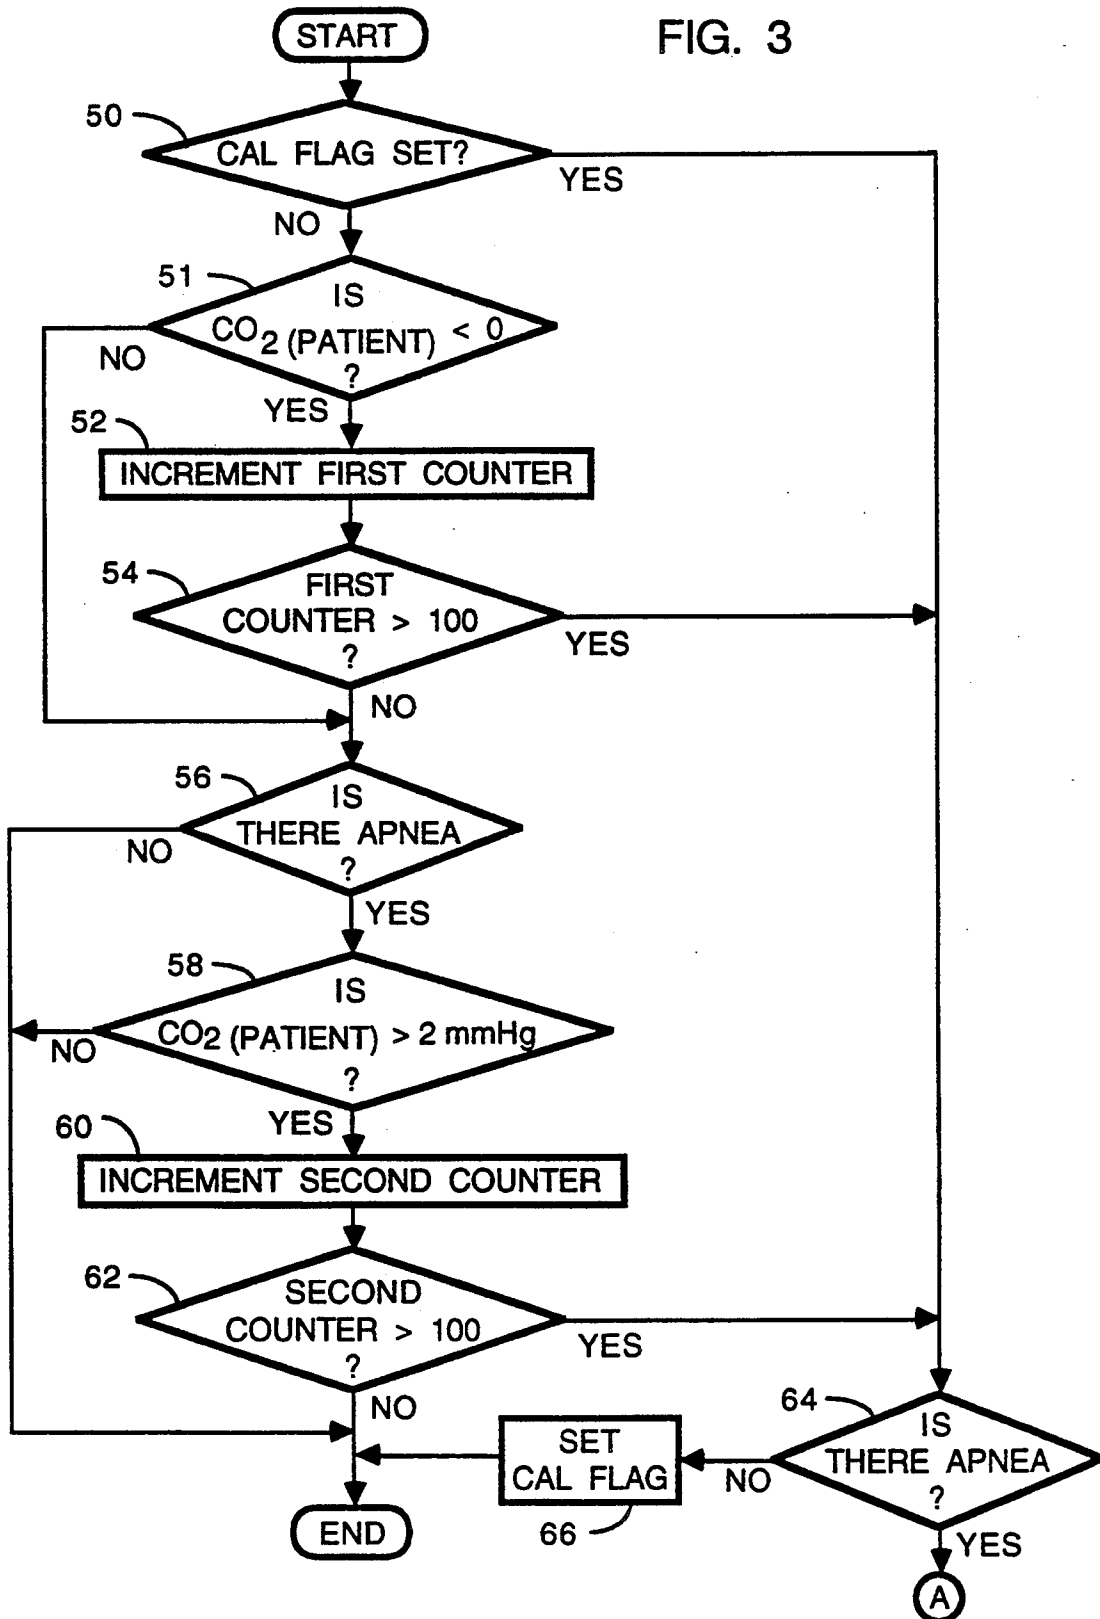 START
FIG. 3
50
CAL FLAG SET?
YES
NO
51
IS
CO2 (PATIENT) < 0
?
NO
YES
52
INCREMENT FIRST COUNTER
54
FIRST
COUNTER > 100
?
YES
NO
56
IS
THERE APNEA
?
NO
YES
58
IS
CO2 (PATIENT) > 2 mmHg
?
NO
YES
60
INCREMENT SECOND COUNTER
62
SECOND
COUNTER > 100
?
YES
NO
64
IS
THERE APNEA
?
NO
YES
SET
CAL FLAG
66
END
A